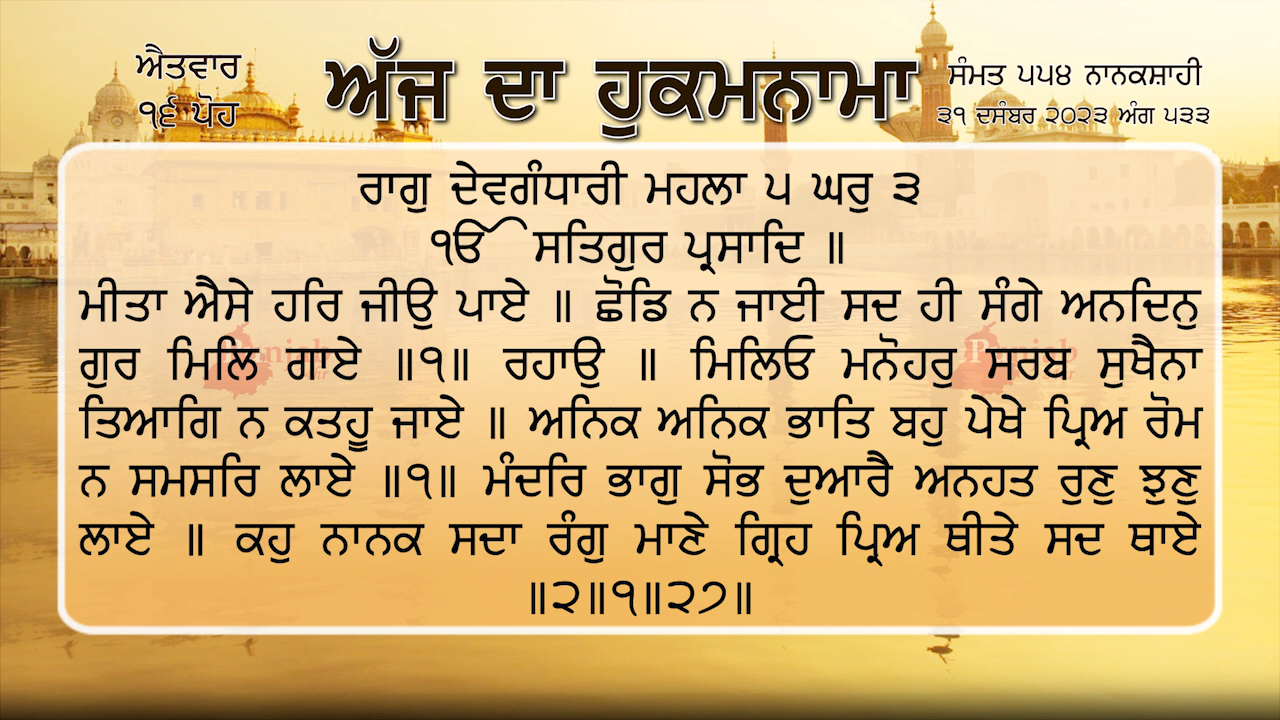 ਐਤਵਾਰ
੧੬ ਪੋਹ
ਅੱਜ ਦਾ ਹੁਕਮਨਾਮਾ
ਸੰਮਤ ੫੫੪ ਨਾਨਕਸ਼ਾਹੀ
੩੧ ਦਸੰਬਰ ੨੦੨੩ ਅੰਗ ੫੩੩
ਰਾਗੁ ਦੇਵਗੰਧਾਰੀ ਮਹਲਾ ੫ ਘਰੁ ੩
ੴ ਸਤਿਗੁਰ ਪ੍ਰਸਾਦਿ ॥
ਮੀਤਾ ਐਸੇ ਹਰਿ ਜੀਉ ਪਾਏ ॥ ਛੋਡਿ ਨ ਜਾਈ ਸਦ ਹੀ ਸੰਗੇ ਅਨਦਿਨੁ
ਗੁਰ ਮਿਲਿ ਗਾਏ ॥੧॥ ਰਹਾਉ ॥ ਮਿਲਿਓ ਮਨੋਹਰੁ ਸਰਬ ਸੁਖੈਨਾ
ਤਿਆਗਿ ਨ ਕਤਹੂ ਜਾਏ ॥ ਅਨਿਕ ਅਨਿਕ ਭਾਤਿ ਬਹੁ ਪੇਖੇ ਪ੍ਰਿਅ ਰੋਮ
ਨ ਸਮਸਰਿ ਲਾਏ ॥੧॥ ਮੰਦਰਿ ਭਾਗੁ ਸੋਭ ਦੁਆਰੈ ਅਨਹਤ ਰੁਣੁ ਝੁਣੁ
ਲਾਏ ॥ ਕਹੁ ਨਾਨਕ ਸਦਾ ਰੰਗੁ ਮਾਣੇ ਗ੍ਰਿਹ ਪ੍ਰਿਅ ਥੀਤੇ ਸਦ ਥਾਏ
॥੨॥੧॥੨੭॥